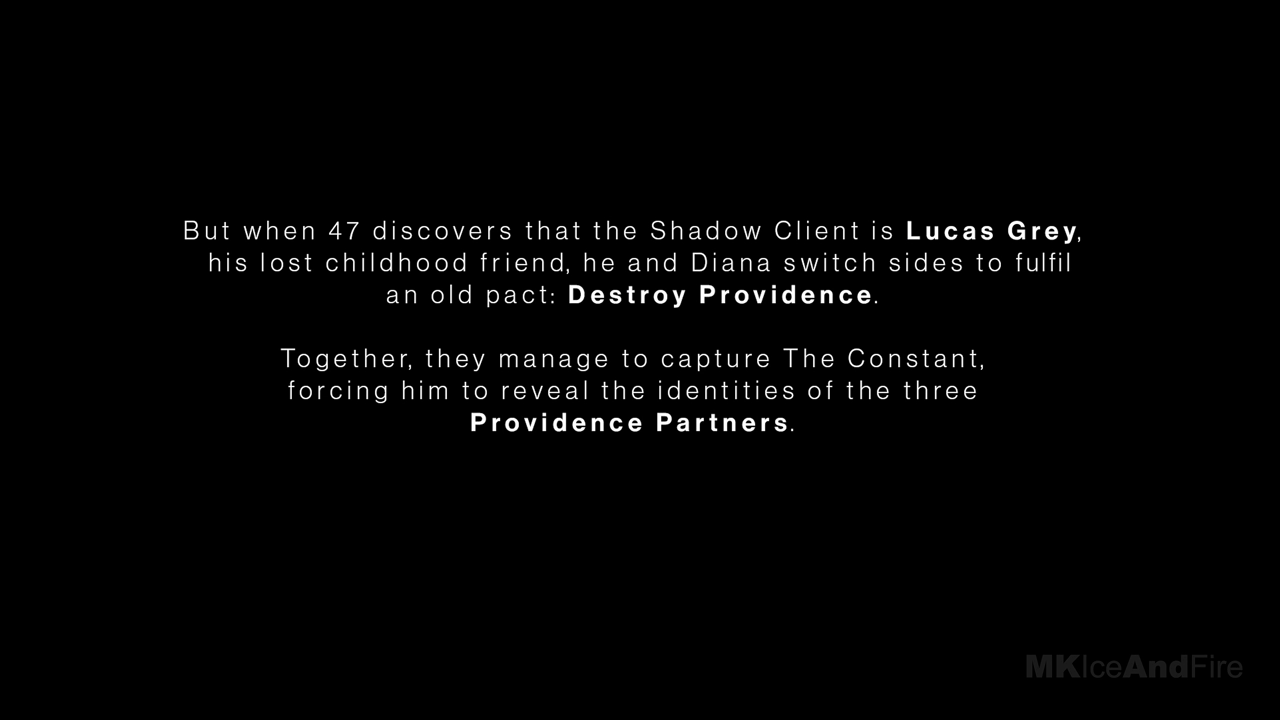 But when 47 discovers that the Shadow Client is Lucas Grey,
his lost childhood friend, he and Diana switch sides to fulfil
an old pact: Destroy Providence.
Together, they manage to capture The Constant,
forcing him to reveal the identities of the three
Providence Partners.
MKIceAndFire